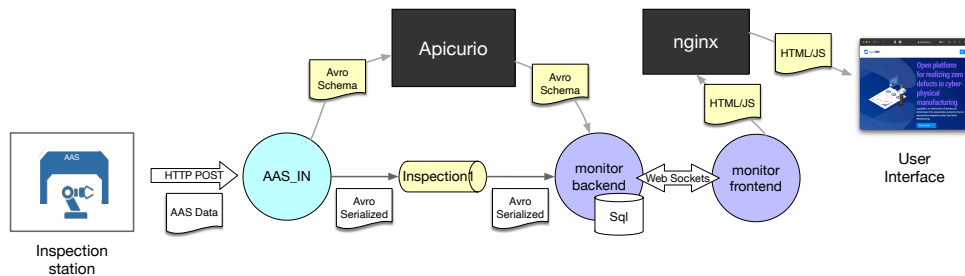 Apicurio
nginx
HTML/JS
Avro
Schema
Avro
Schema
HTML/JS
Open platform
for realizing zero
defects in cyber-
physical
manufacturing
AAS
HTTP POST
AAS Data
AAS_IN
Inspection1
Avro
Serialized
Avro
Serialized
monitor
backend
Sql
Web Sockets
monitor
frontend
User
Interface
Inspection
station